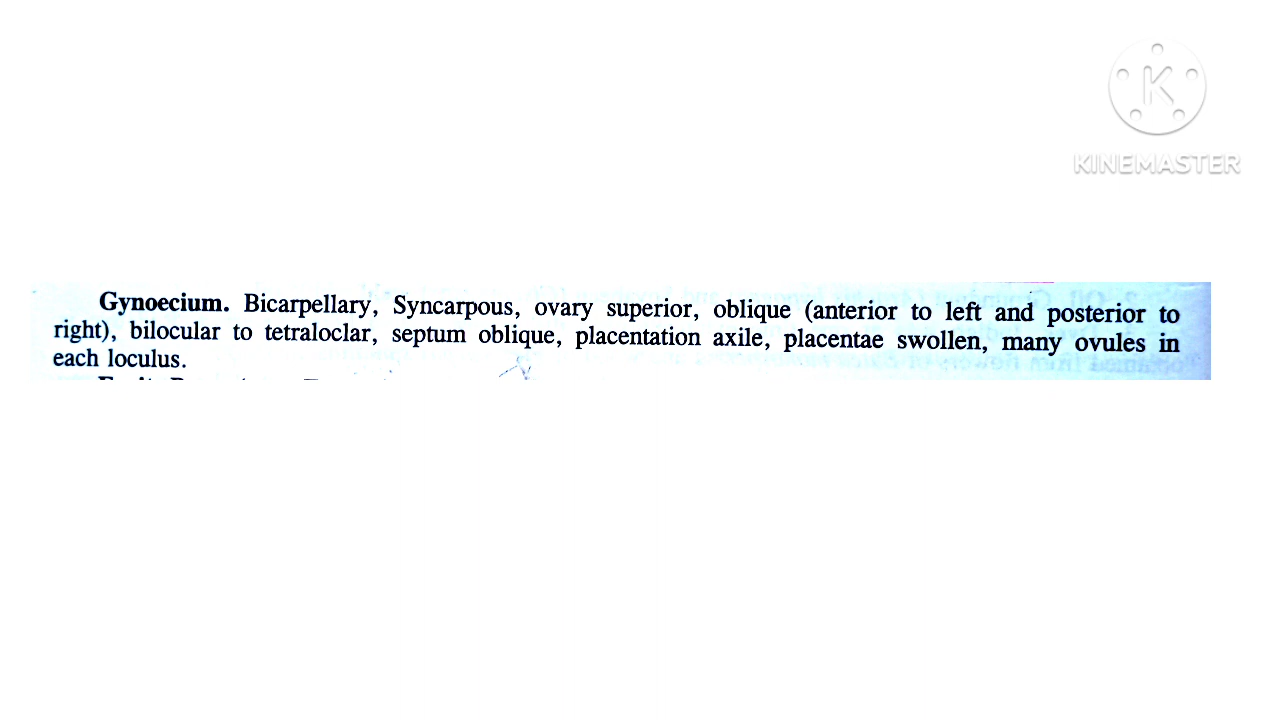 KINEMASTER
Gynoecium. Bicarpellary, Syncarpous, ovary superior, oblique (anterior to left and posterior to
right), bilocular to tetraloclar, septum oblique, placentation axile, placentae swollen, many ovules in
each loculus.